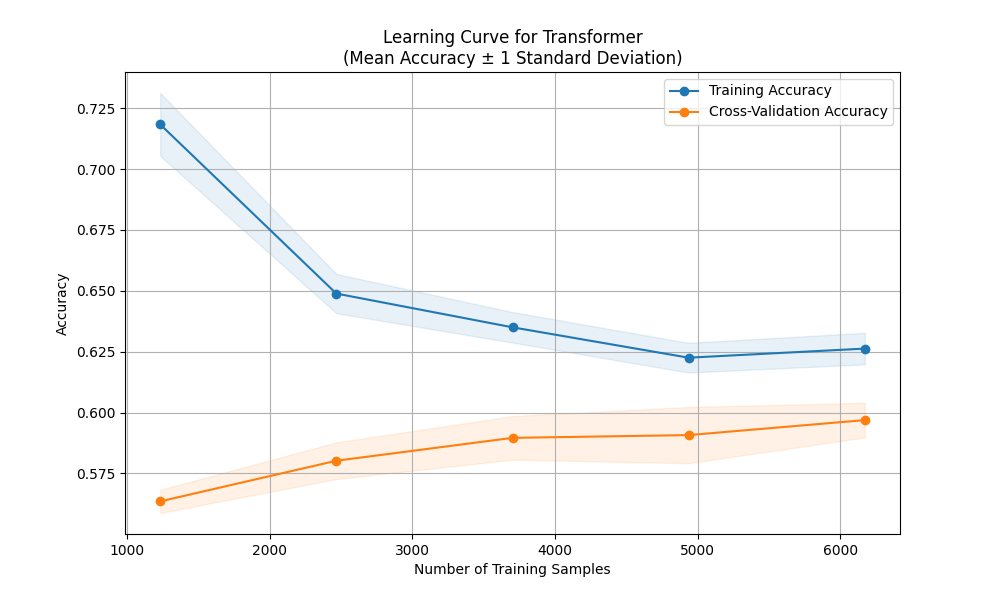 Learning Curve for Transformer
(Mean Accuracy ± 1 Standard Deviation)
Training Accuracy
Cross-Validation Accuracy
Accuracy
0.725
0.700
0.675
0.650
0.625
0.600
0.575
1000 2000 3000 4000 5000 6000
Number of Training Samples